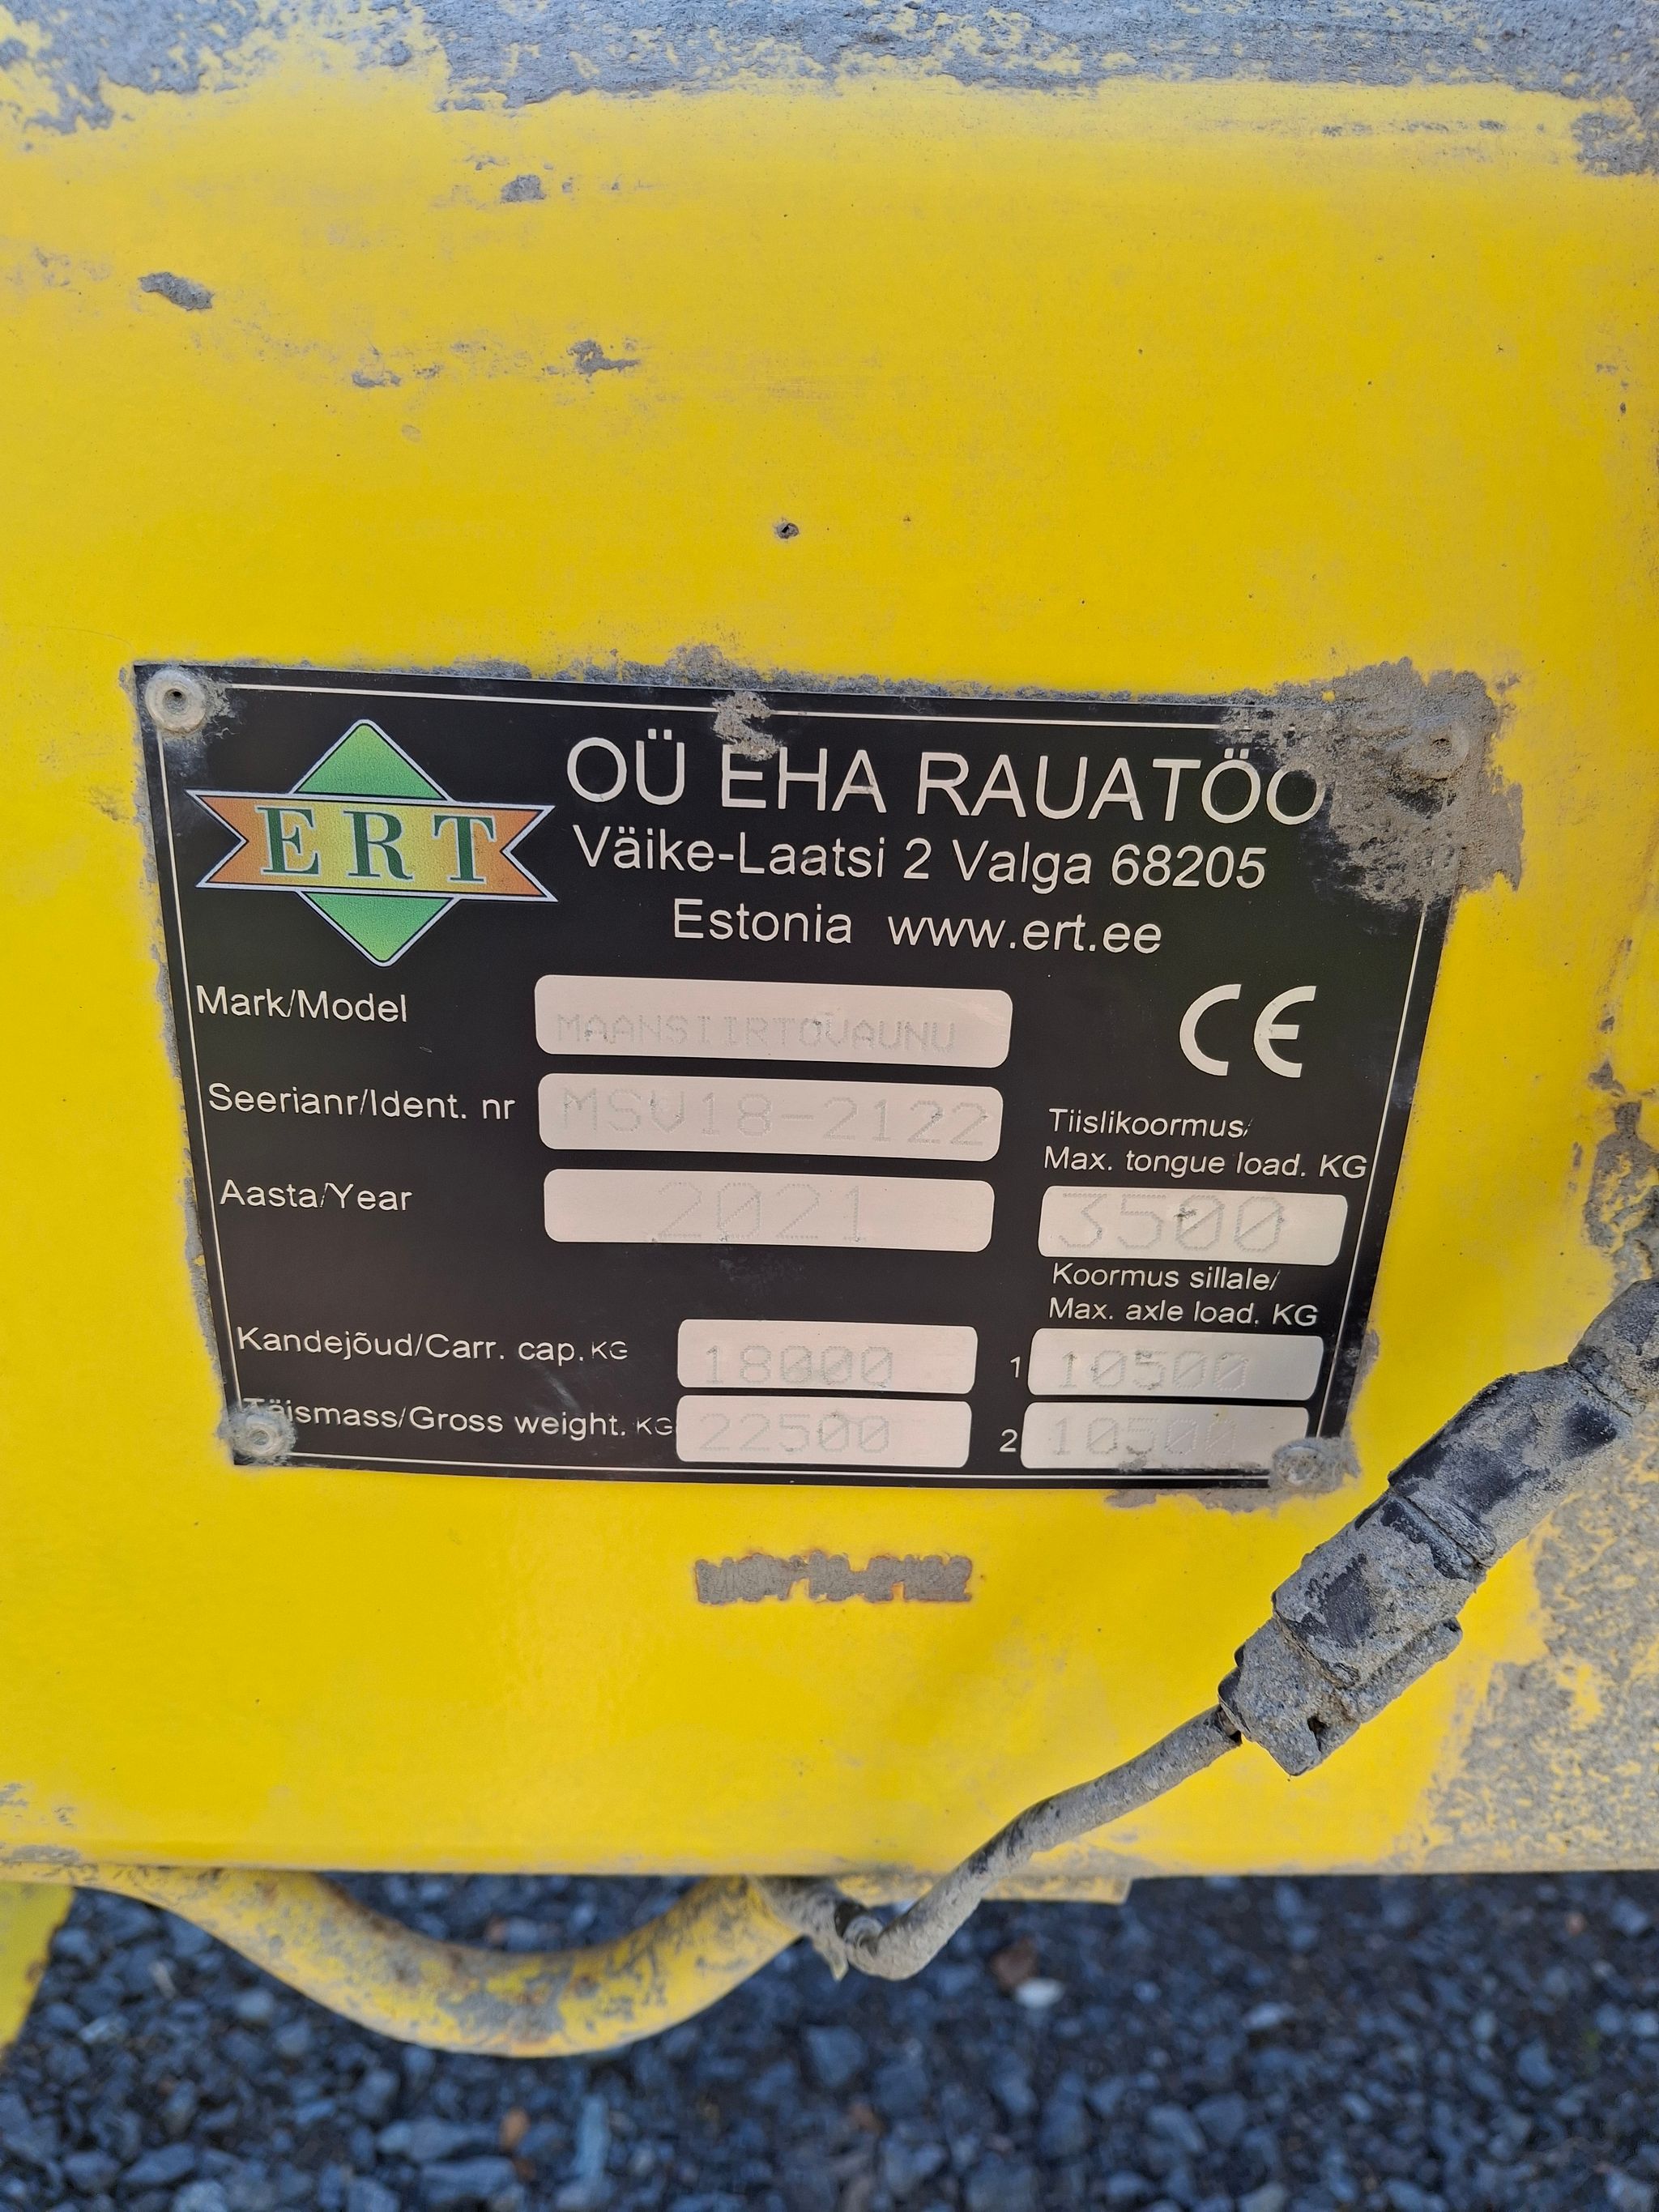 ERT
OÜ EHA RAUATÖÖ
Väike-Laatsi 2 Valga 68205
Estonia www.ert.ee
Mark/Model MAANSIIRTOVAUNU
CE
Seerianr/Ident. nr MSV18-2122
Tiislikoormus/
Max. tongue load. KG
Aasta/Year 2021
3500
Koormus sillale/
Max. axle load. KG
Kandejõud/Carr. cap. KG 18000
1 10500
Täismass/Gross weight. KG 22500
2 10500